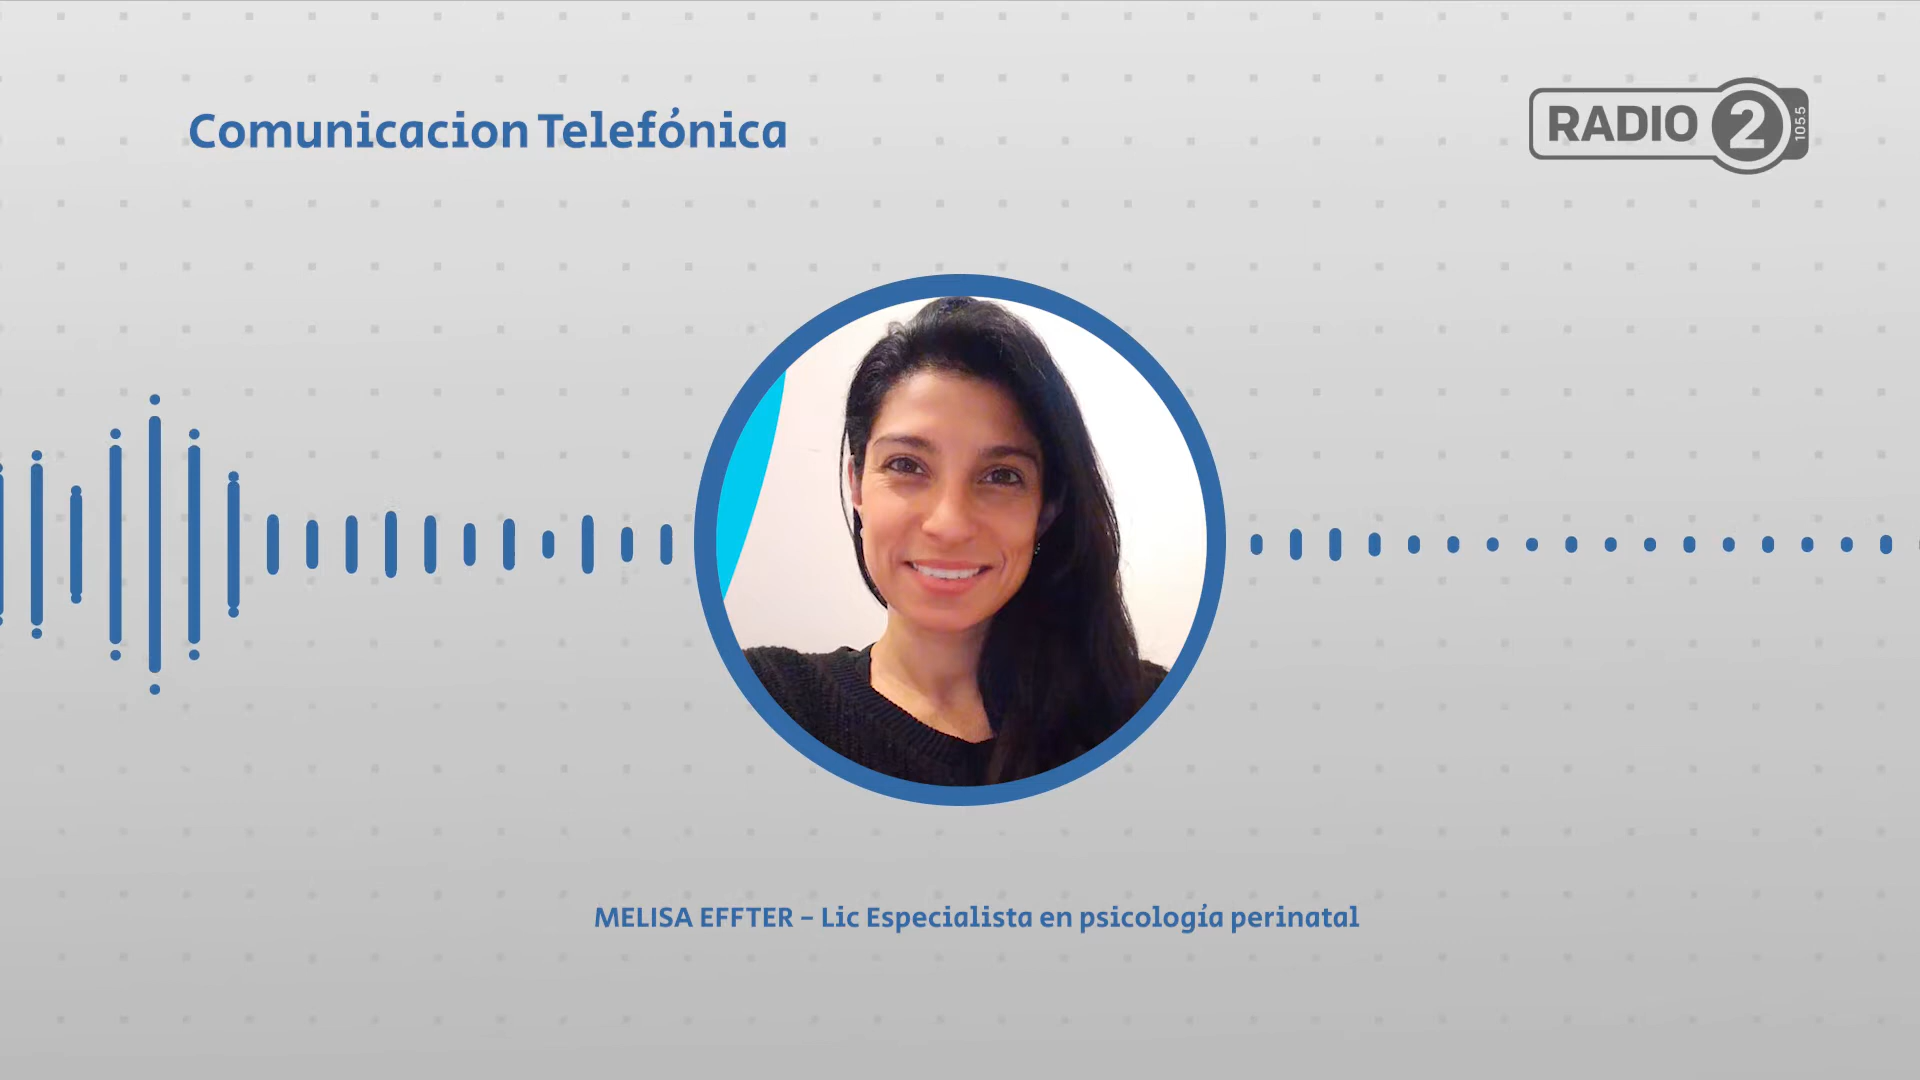 Comunicacion Telefónica
RADIO 2 105.5
MELISA EFFTER – Lic Especialista en psicología perinatal